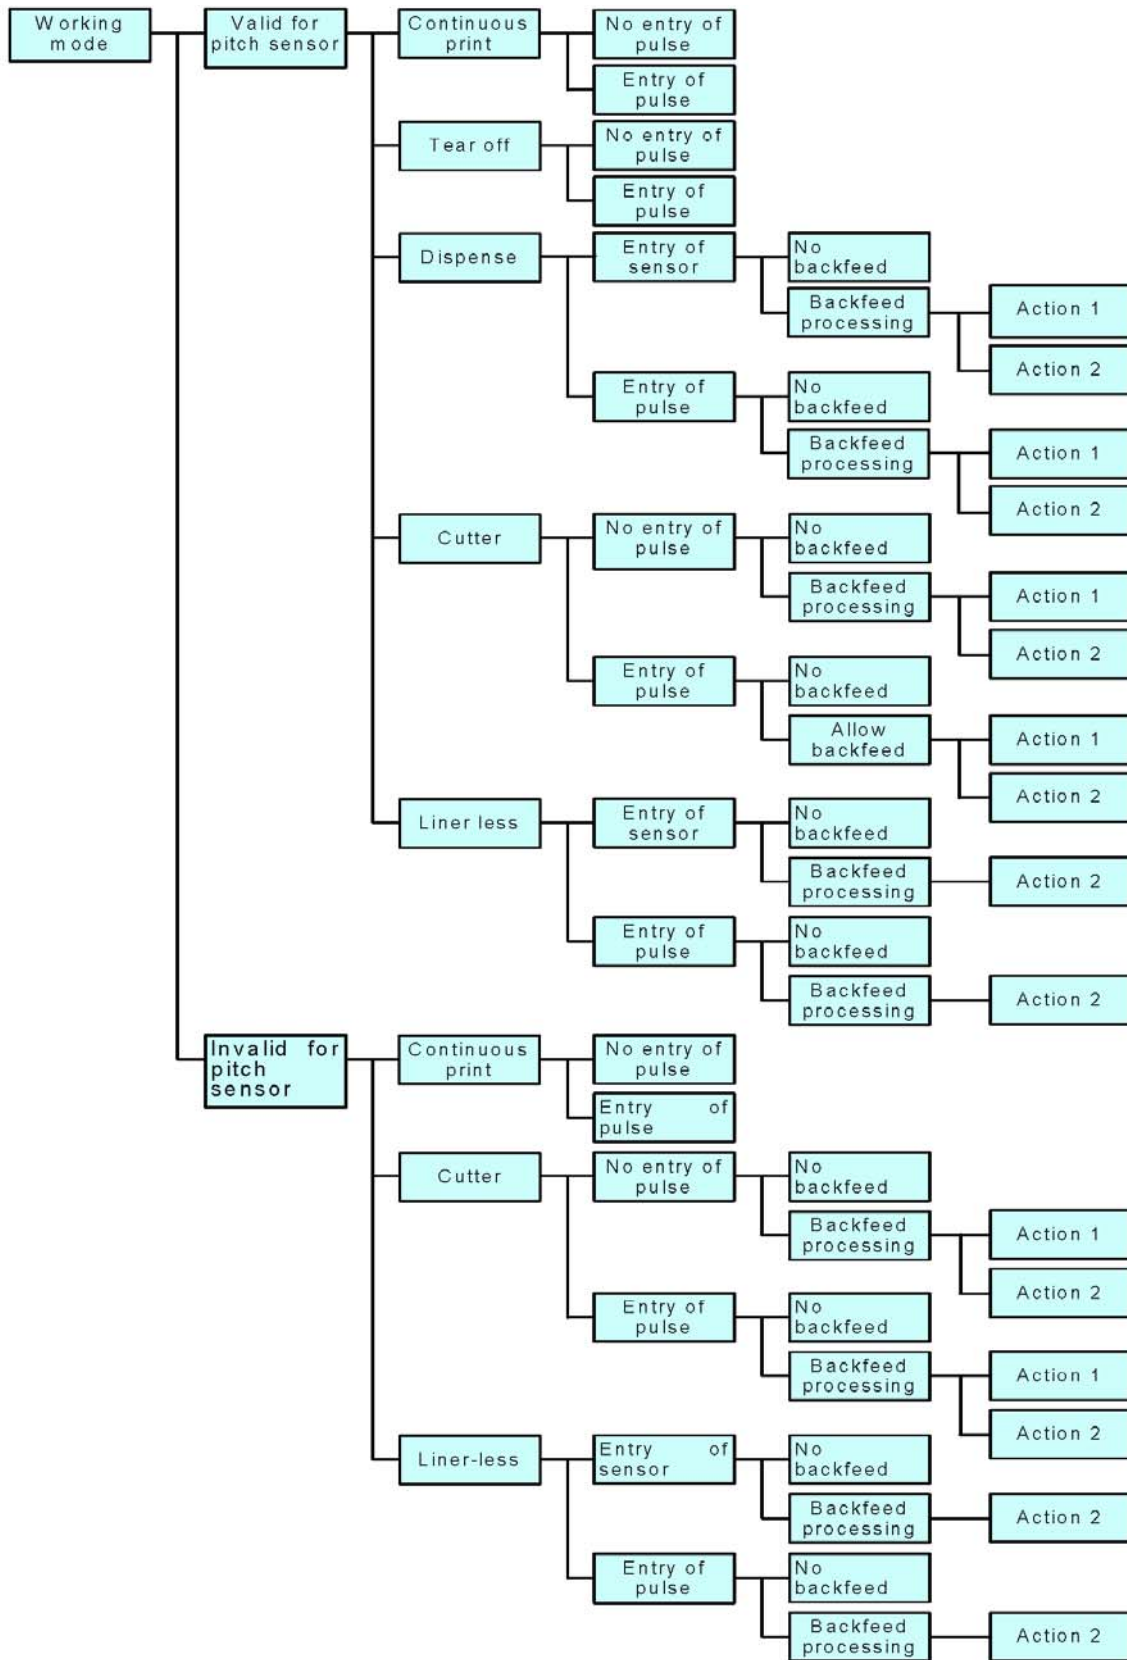 Working
mode
Valid for
pitch sensor
Continuous
print
No entry of
pulse
Entry of
pulse
Tear off
No entry of
pulse
Entry of
pulse
Dispense
Entry of
sensor
No
backfeed
Backfeed
processing
Action 1
Action 2
Entry of
pulse
No
backfeed
Backfeed
processing
Action 1
Action 2
Cutter
No entry of
pulse
No
backfeed
Backfeed
processing
Action 1
Action 2
Entry of
pulse
No
backfeed
Allow
backfeed
Action 1
Action 2
Liner less
Entry of
sensor
No
backfeed
Backfeed
processing
Action 2
Entry of
pulse
No
backfeed
Backfeed
processing
Action 2
Invalid for
pitch
sensor
Continuous
print
No entry of
pulse
Entry of
pulse
Cutter
No entry of
pulse
No
backfeed
Backfeed
processing
Action 1
Action 2
Entry of
pulse
No
backfeed
Backfeed
processing
Action 1
Action 2
Liner-less
Entry of
sensor
No
backfeed
Backfeed
processing
Action 2
Entry of
pulse
No
backfeed
Backfeed
processing
Action 2